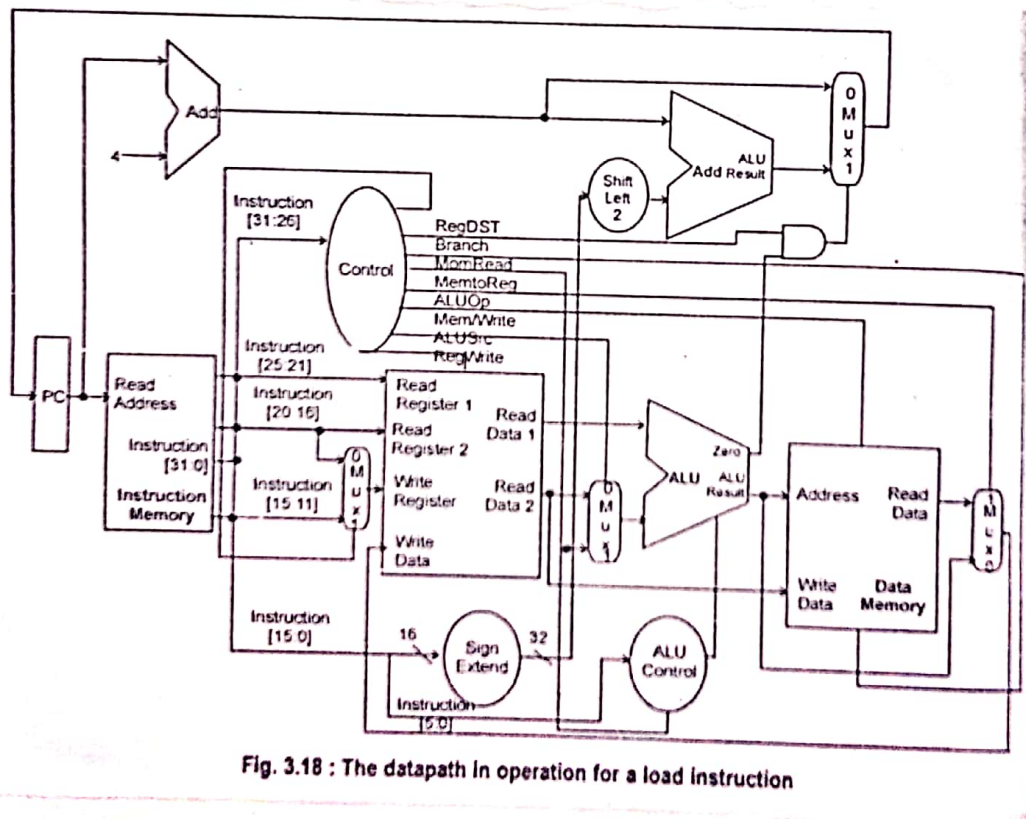 Add
4
ALU
Add Result
0
M
u
x
1
Shift
Left
2
Instruction
[31:26]
Control
RegDST
Branch
MomRead
MemtoReg
ALUOp
Mem/Write
ALUSrc
RegWrite
PC
Read
Address
Instruction
[31:0]
Instruction
Memory
Instruction
[25:21]
Instruction
[20 16]
Instruction
[15 11]
0
M
u
x
1
Read
Register 1
Read
Register 2
Write
Register
Write
Data
Read
Data 1
Read
Data 2
0
M
u
x
1
Zero
ALU
ALU
Result
Address
Read
Data
Write
Data
Data
Memory
1
M
u
x
0
Instruction
[15 0]
16
Sign
Extend
32
ALU
Control
Instruction
[5:0]
Fig. 3.18 : The datapath in operation for a load instruction